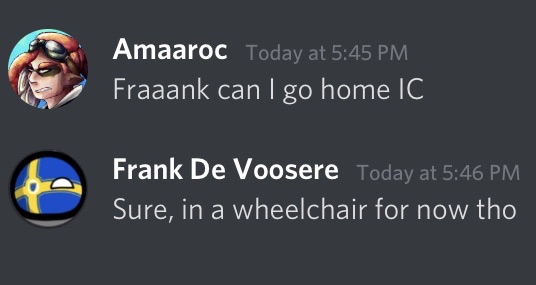 Amaaroc Today at 5:45 PM
Fraaank can I go home IC
Frank De Voosere Today at 5:46 PM
Sure, in a wheelchair for now tho